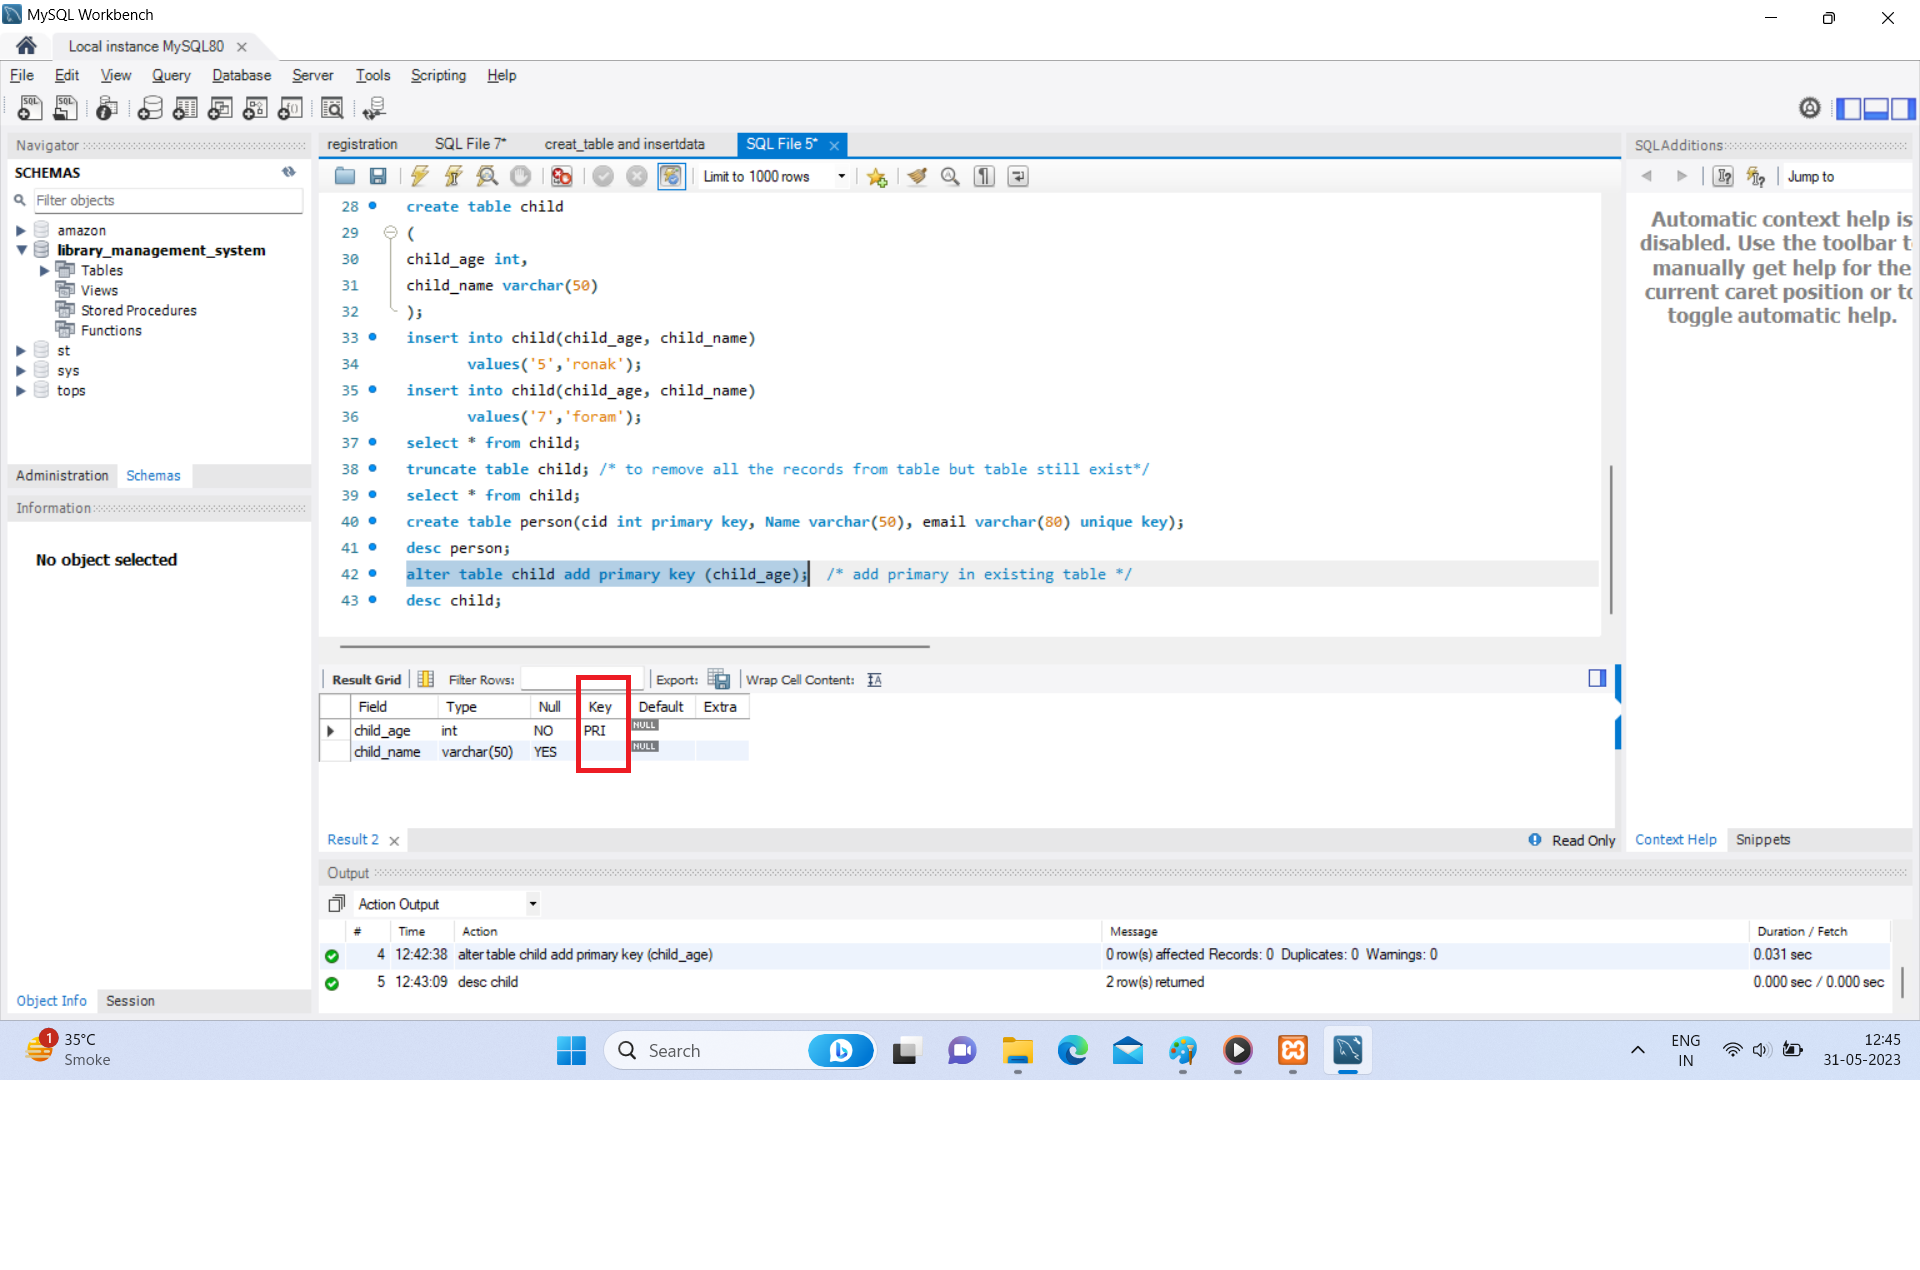 MySQL Workbench
Local instance MySQL80
File Edit View Query Database Server Tools Scripting Help
Navigator
SCHEMAS
Filter objects
amazon
library_management_system
Tables
Views
Stored Procedures
Functions
st
sys
tops
Administration Schemas
Information
No object selected
Object Info Session
registration SQL File 7* creat_table and insertdata SQL File 5*
Limit to 1000 rows
28 create table child
29 (
30 child_age int,
31 child_name varchar(50)
32 );
33 insert into child(child_age, child_name)
34 values('5','ronak');
35 insert into child(child_age, child_name)
36 values('7','foram');
37 select * from child;
38 truncate table child; /* to remove all the records from table but table still exist*/
39 select * from child;
40 create table person(cid int primary key, Name varchar(50), email varchar(80) unique key);
41 desc person;
42 alter table child add primary key (child_age); /* add primary in existing table */
43 desc child;
Result Grid Filter Rows: Export: Wrap Cell Content:
Field Type Null Key Default Extra
child_age int NO PRI NULL
child_name varchar(50) YES NULL
Result 2
Read Only
SQLAdditions
Jump to
Automatic context help is
disabled. Use the toolbar t
manually get help for the
current caret position or to
toggle automatic help.
Context Help Snippets
Output
Action Output
# Time Action Message Duration / Fetch
4 12:42:38 alter table child add primary key (child_age) 0 row(s) affected Records: 0 Duplicates: 0 Warnings: 0 0.031 sec
5 12:43:09 desc child 2 row(s) returned 0.000 sec / 0.000 sec
1
35°C
Smoke
Search
ENG
IN
12:45
31-05-2023